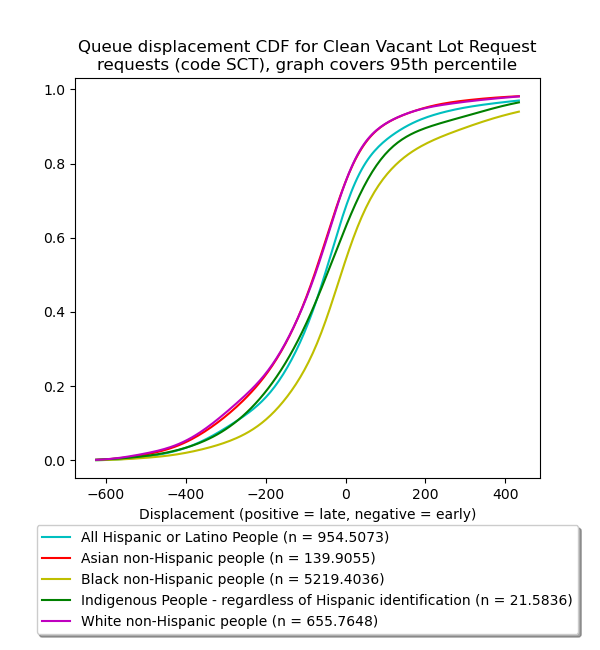 Queue displacement CDF for Clean Vacant Lot Request
requests (code SCT), graph covers 95th percentile
1.0
0.8
0.6
0.4
0.2
0.0
−600 −400 −200 0 200 400
Displacement (positive = late, negative = early)
All Hispanic or Latino People (n = 954.5073)
Asian non-Hispanic people (n = 139.9055)
Black non-Hispanic people (n = 5219.4036)
Indigenous People - regardless of Hispanic identification (n = 21.5836)
White non-Hispanic people (n = 655.7648)